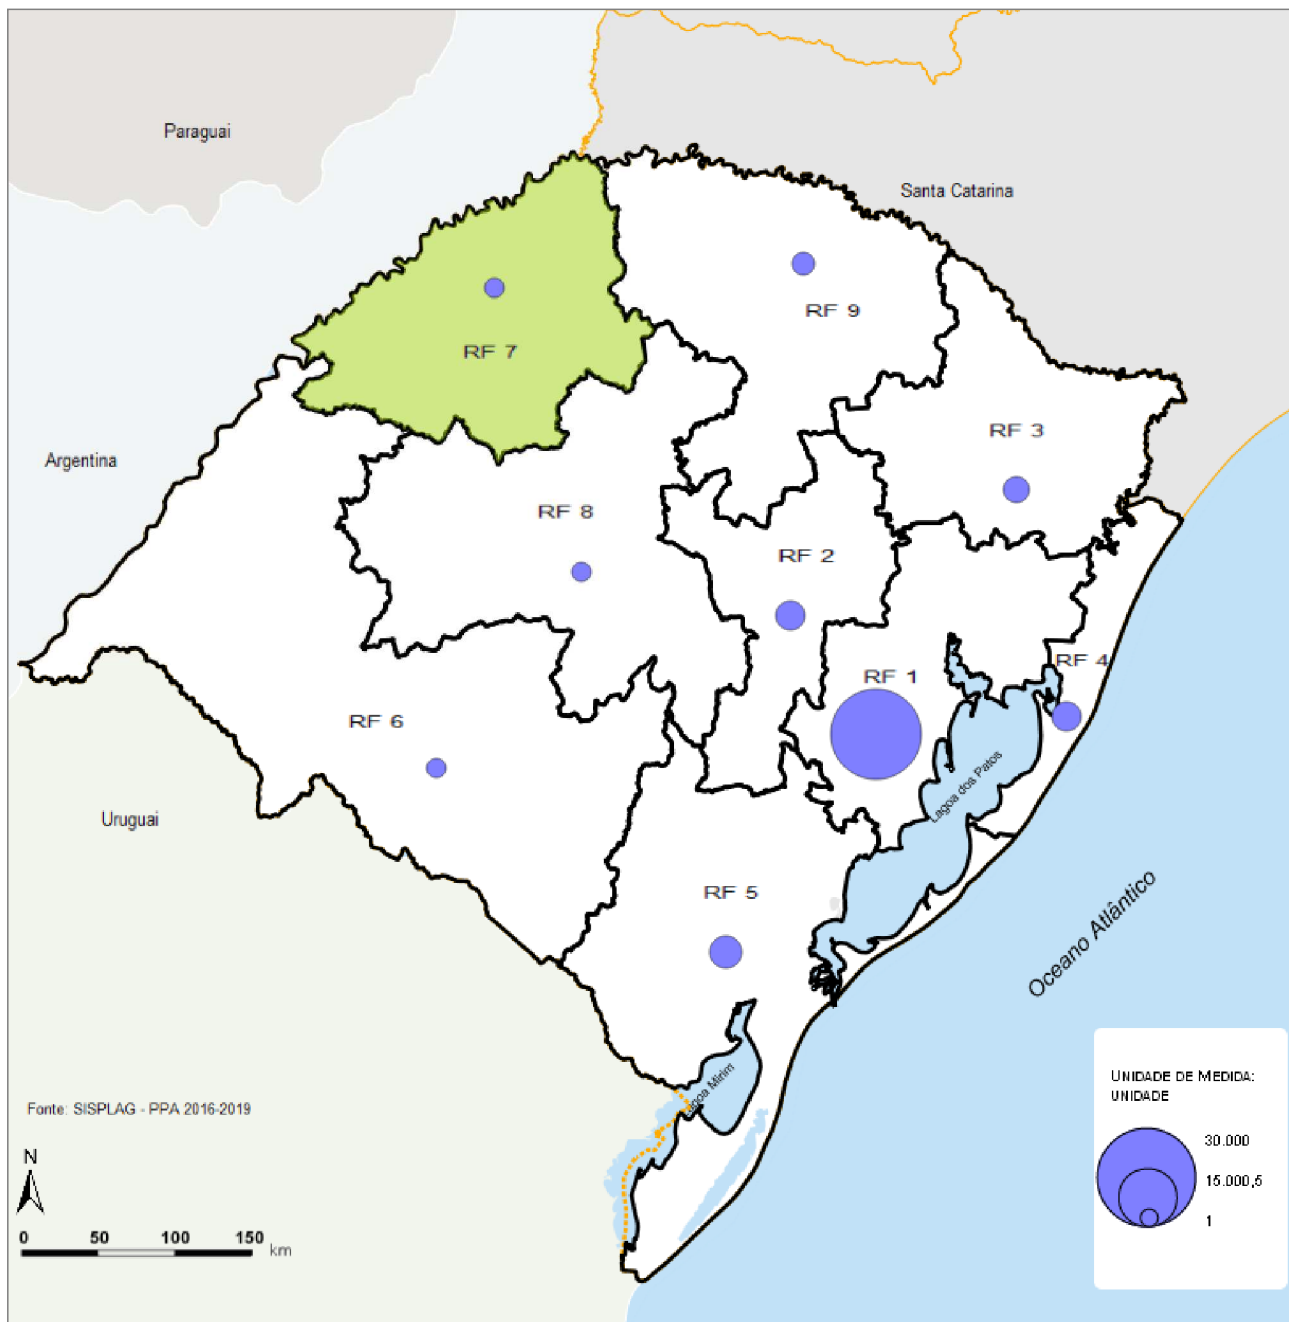 Paraguai
Santa Catarina
RF 9
RF 7
RF 3
Argentina
RF 8
RF 2
RF 4
RF 1
RF 6
Lagoa dos Patos
Uruguai
RF 5
Oceano Atlântico
Lagoa Mirim
Fonte: SISPLAG - PPA 2016-2019
N
0 50 100 150 km
UNIDADE DE MEDIDA:
UNIDADE
30.000
15.000,5
1